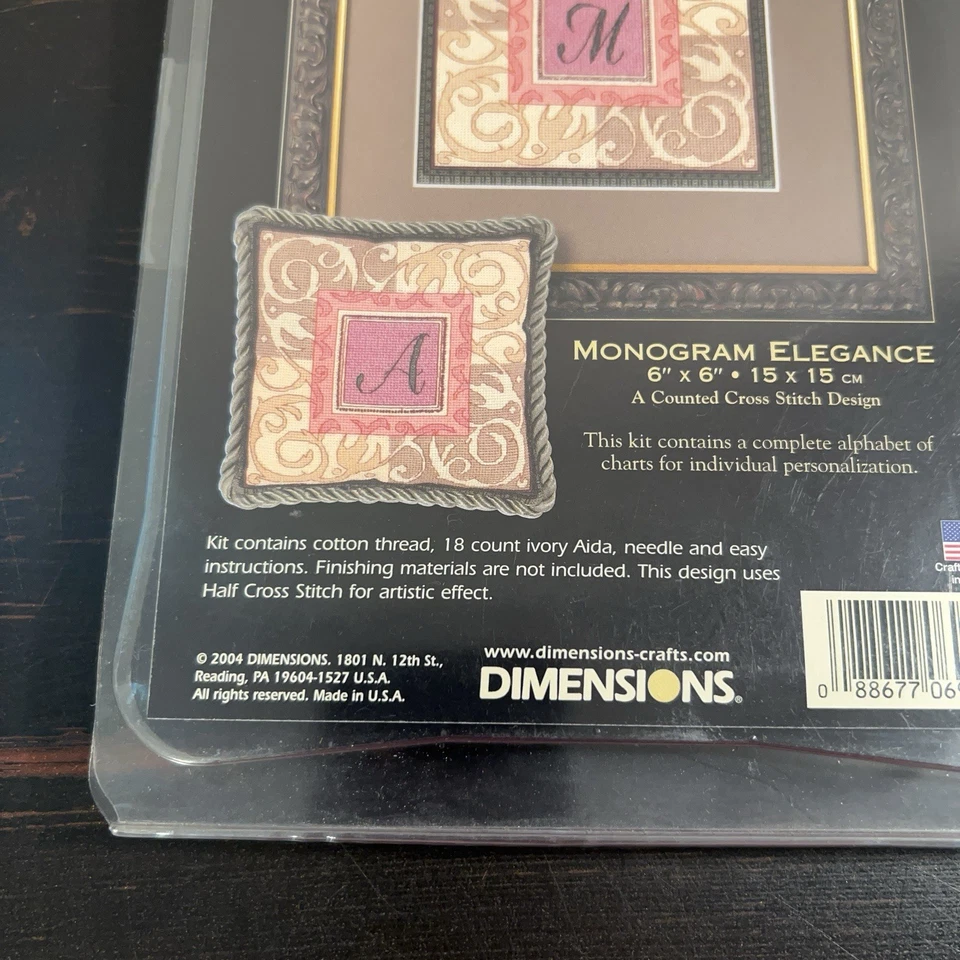 M
A
MONOGRAM ELEGANCE
6" x 6" • 15 x 15 CM
A Counted Cross Stitch Design
This kit contains a complete alphabet of
charts for individual personalization.
Kit contains cotton thread, 18 count ivory Aida, needle and easy
instructions. Finishing materials are not included. This design uses
Half Cross Stitch for artistic effect.
© 2004 DIMENSIONS. 1801 N. 12th St.,
Reading, PA 19604-1527 U.S.A.
All rights reserved. Made in U.S.A.
www.dimensions-crafts.com
DIMENSIONS®
Craft
in
0 88677 06